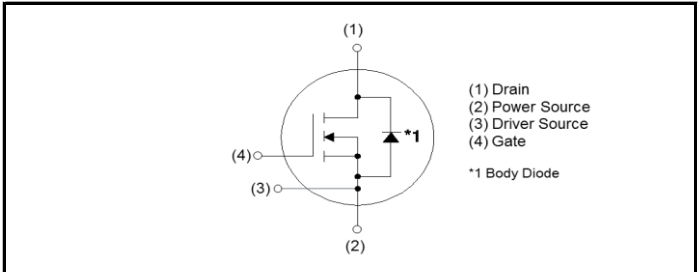 (1)
(1) Drain
(2) Power Source
(3) Driver Source
(4) Gate
*1
*1 Body Diode
(4)
(3)
(2)